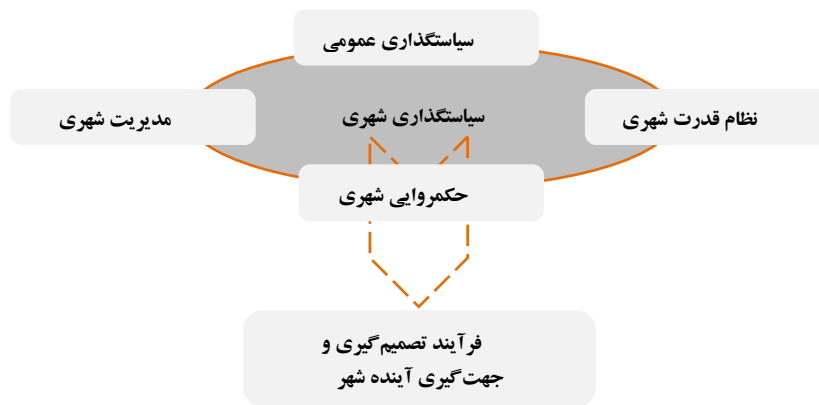 سیاستگذاری عمومی
نظام قدرت شهری
سیاستگذاری شهری
مدیریت شهری
حکمروایی شهری
فرآیند تصمیم‌گیری و
جهت‌گیری آینده شهر